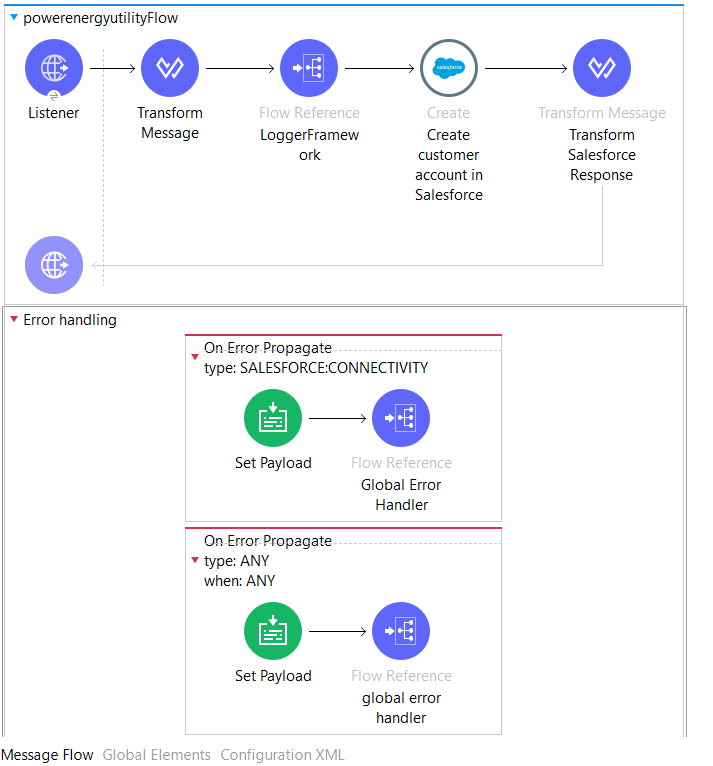 powerenergyutilityFlow
Listener
Transform
Message
Flow Reference
LoggerFramew
ork
salesforce
Create
Create
customer
account in
Salesforce
Transform Message
Transform
Salesforce
Response
Error handling
On Error Propagate
type: SALESFORCE:CONNECTIVITY
Set Payload
Flow Reference
Global Error
Handler
On Error Propagate
type: ANY
when: ANY
Set Payload
Flow Reference
global error
handler
Message Flow Global Elements Configuration XML